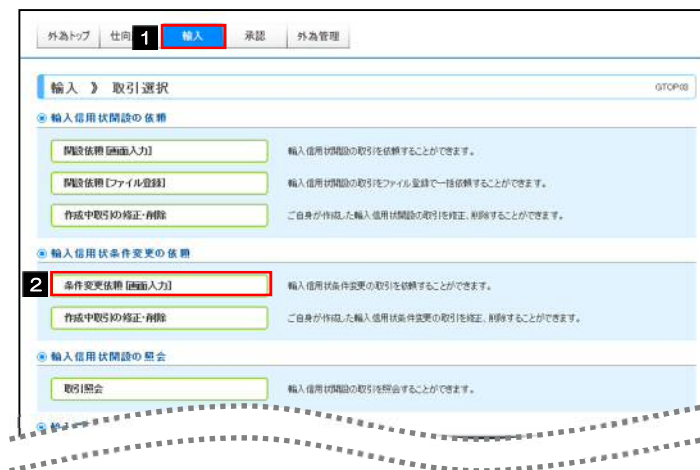 外為トップ 仕向 1 輸入 承認 外為管理
輸入 》 取引選択 GTOP03
輸入信用状開設の依頼
開設依頼[画面入力] 輸入信用状開設の取引を依頼することができます。
開設依頼[ファイル登録] 輸入信用状開設の取引をファイル登録で一括依頼することができます。
作成中取引の修正・削除 ご自身が作成した輸入信用状開設の取引を修正、削除することができます。
輸入信用状条件変更の依頼
2 条件変更依頼[画面入力] 輸入信用状条件変更の取引を依頼することができます。
作成中取引の修正・削除 ご自身が作成した輸入信用状条件変更の取引を修正、削除することができます。
輸入信用状開設の照会
取引照会 輸入信用状開設の取引を照会することができます。